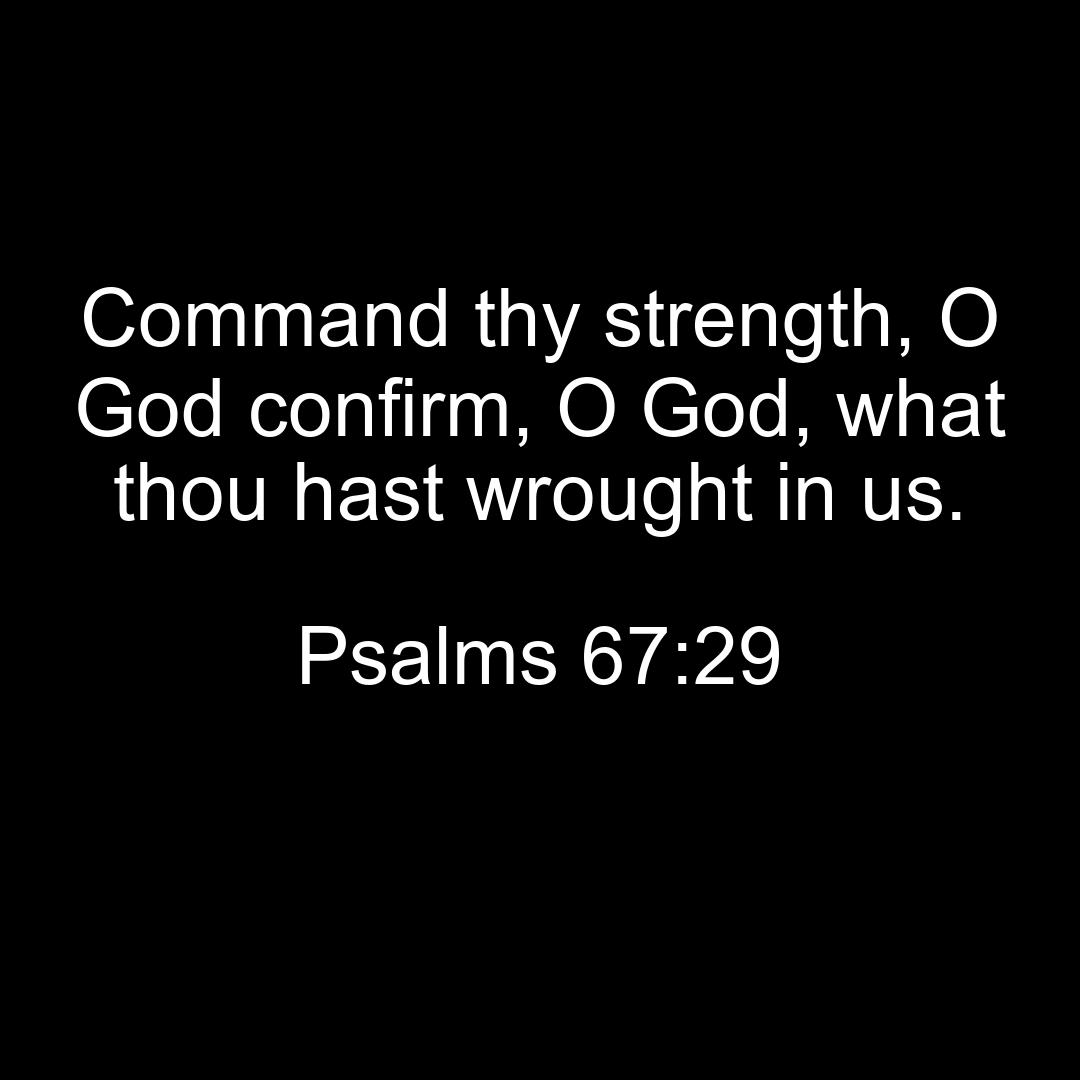 Command thy strength, O
God confirm, O God, what
thou hast wrought in us.
Psalms 67:29